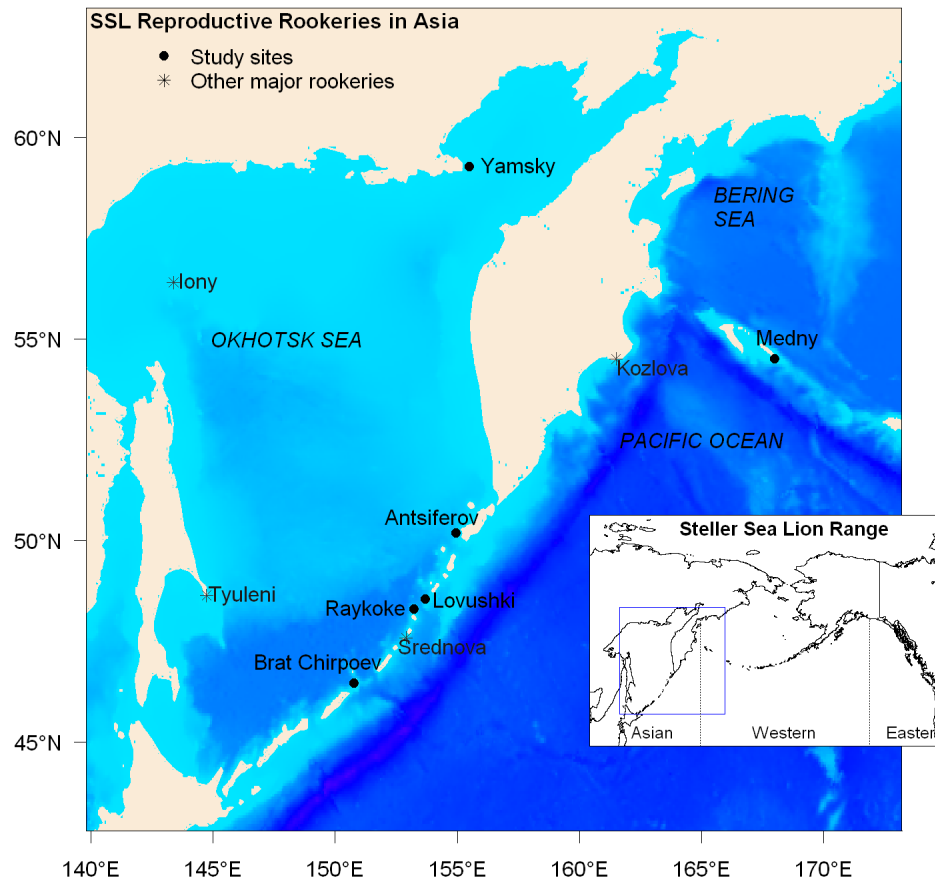 SSL Reproductive Rookeries in Asia
Study sites
Other major rookeries
60°N
Yamsky
BERING
SEA
Iony
55°N
OKHOTSK SEA
Medny
Kozlova
PACIFIC OCEAN
Antsiferov
50°N
Steller Sea Lion Range
Tyuleni
Lovushki
Raykoke
Srednova
Brat Chirpoev
45°N
Asian
Western
Eastern
140°E
145°E
150°E
155°E
160°E
165°E
170°E